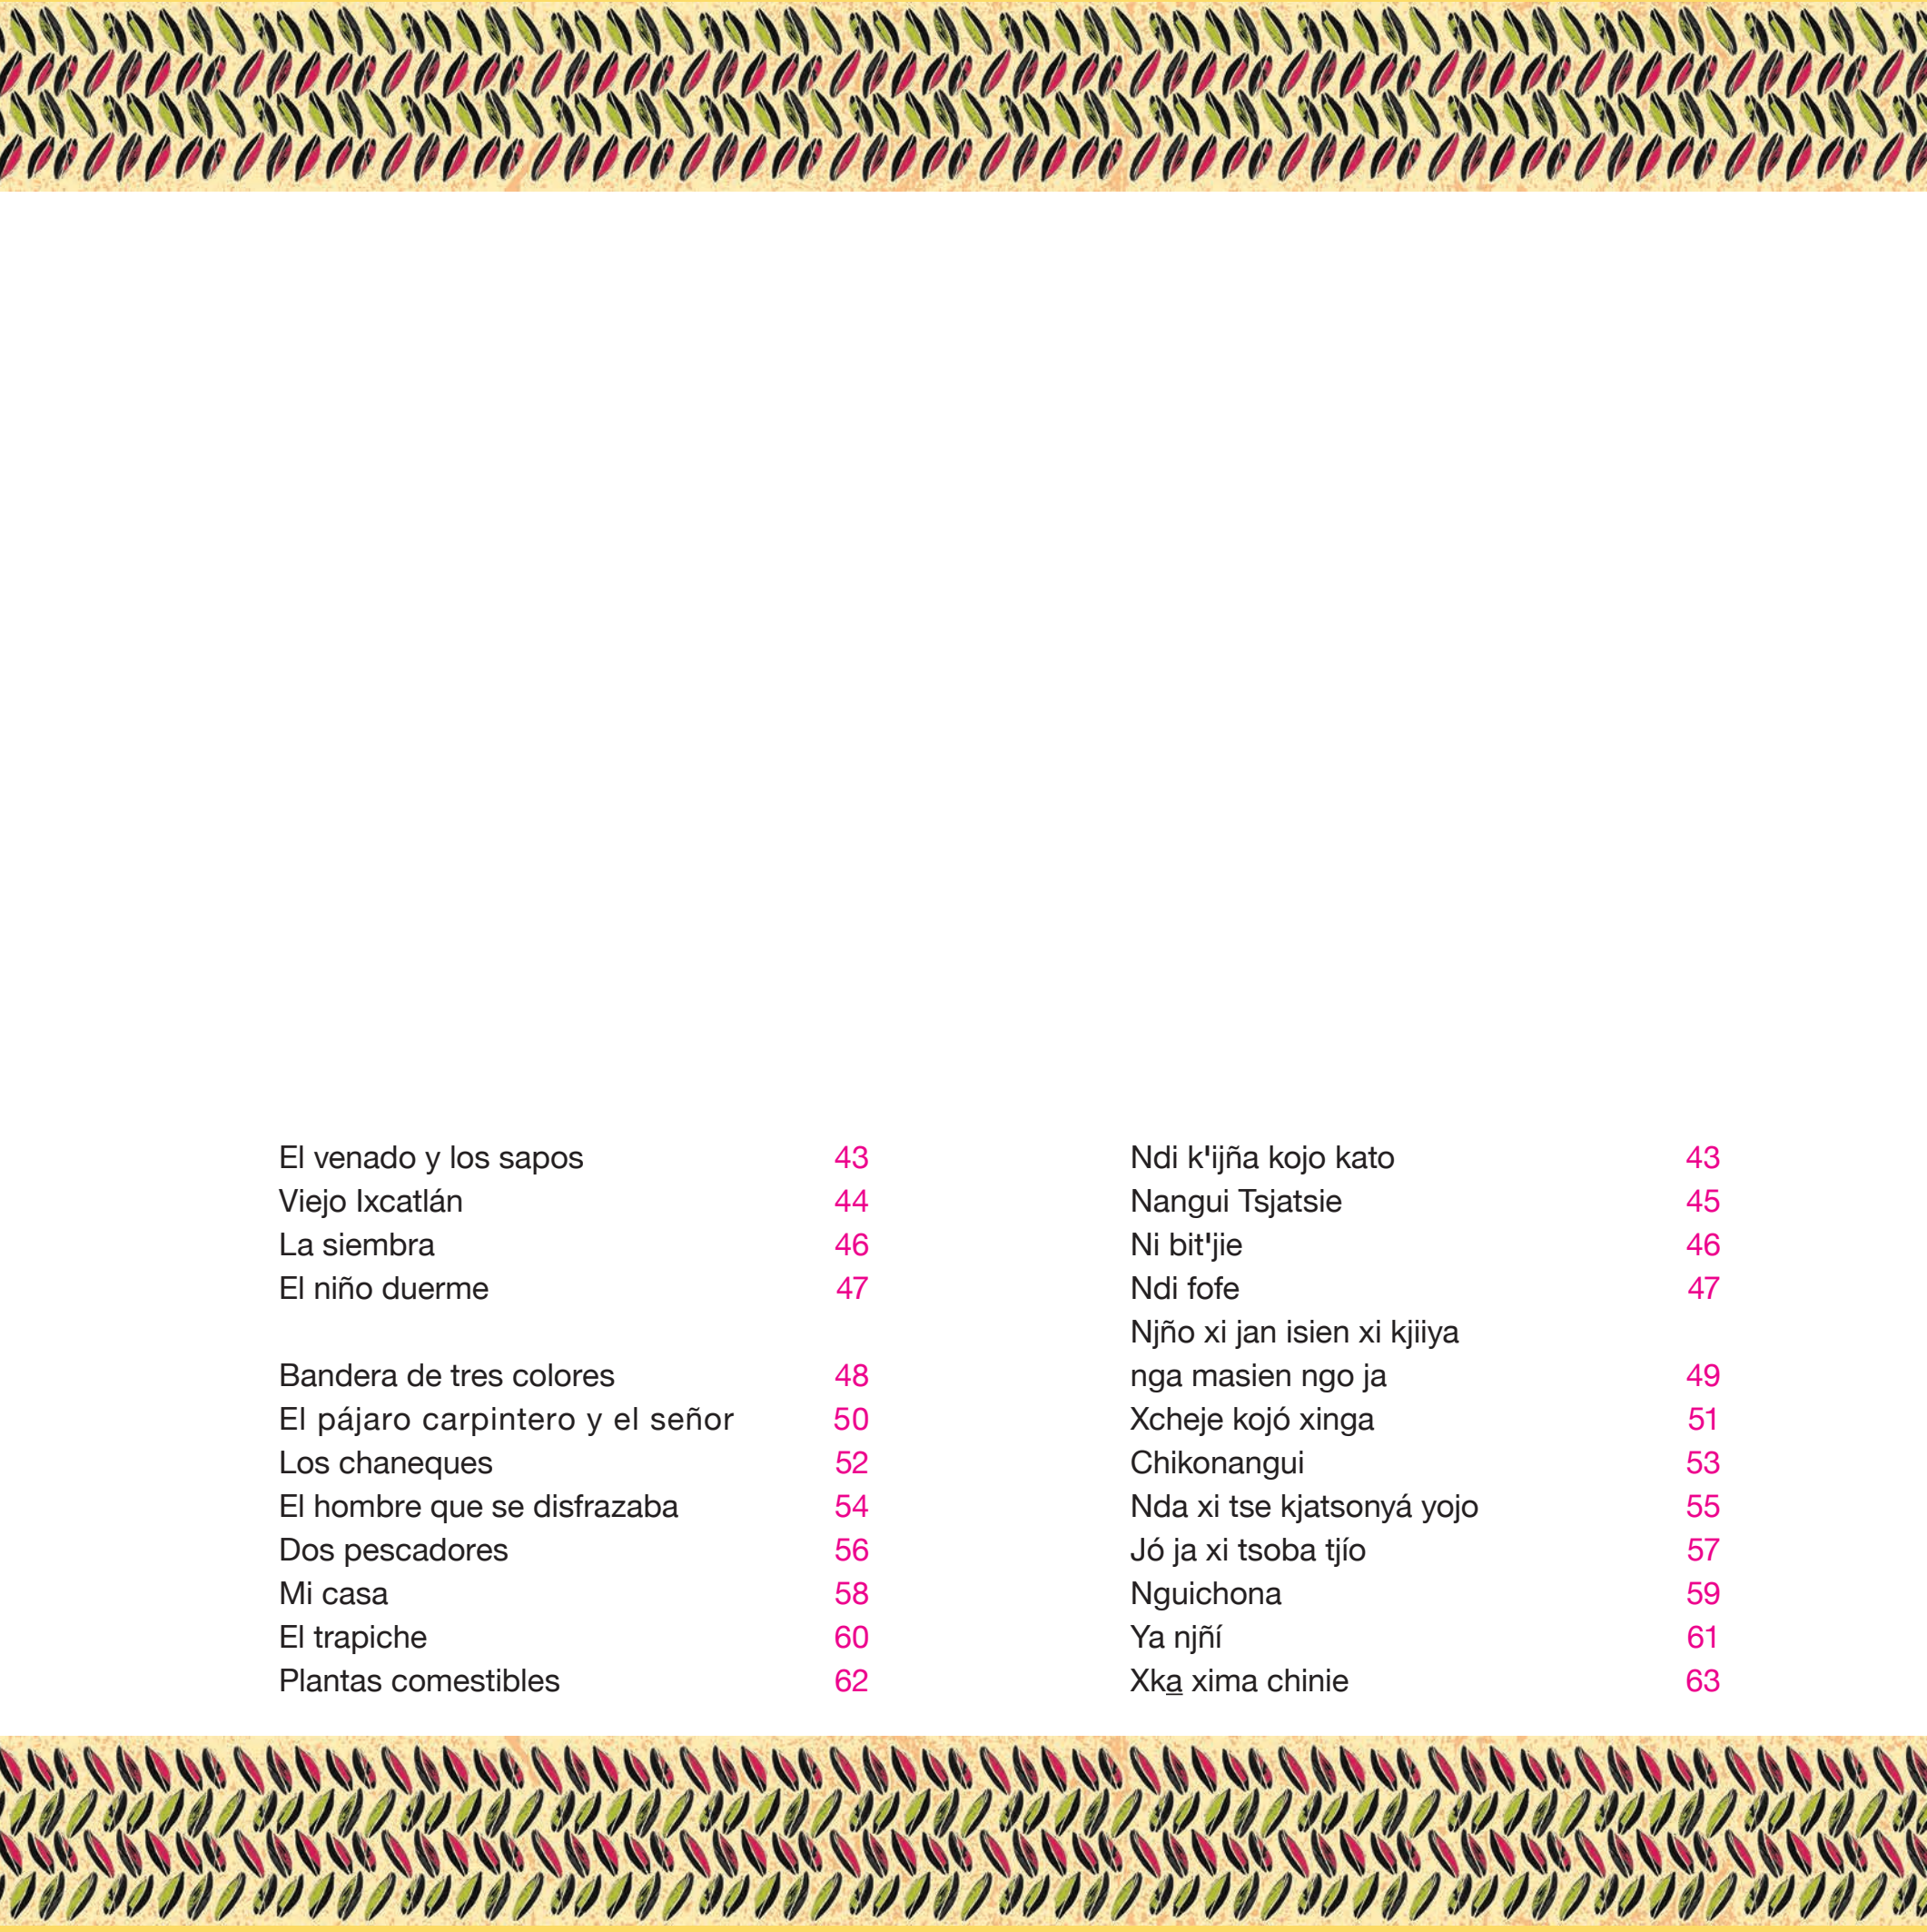 El venado y los sapos 43
Viejo Ixcatlán 44
La siembra 46
El niño duerme 47
Bandera de tres colores 48
El pájaro carpintero y el señor 50
Los chaneques 52
El hombre que se disfrazaba 54
Dos pescadores 56
Mi casa 58
El trapiche 60
Plantas comestibles 62
Ndi k'ijña kojo kato 43
Nangui Tsjatsie 45
Ni bit'jie 46
Ndi fofe 47
Njño xi jan isien xi kjiiya
nga masien ngo ja 49
Xcheje kojó xinga 51
Chikonangui 53
Nda xi tse kjatsonyá yojo 55
Jó ja xi tsoba tjío 57
Nguichona 59
Ya njñí 61
Xka̲ xima chinie 63